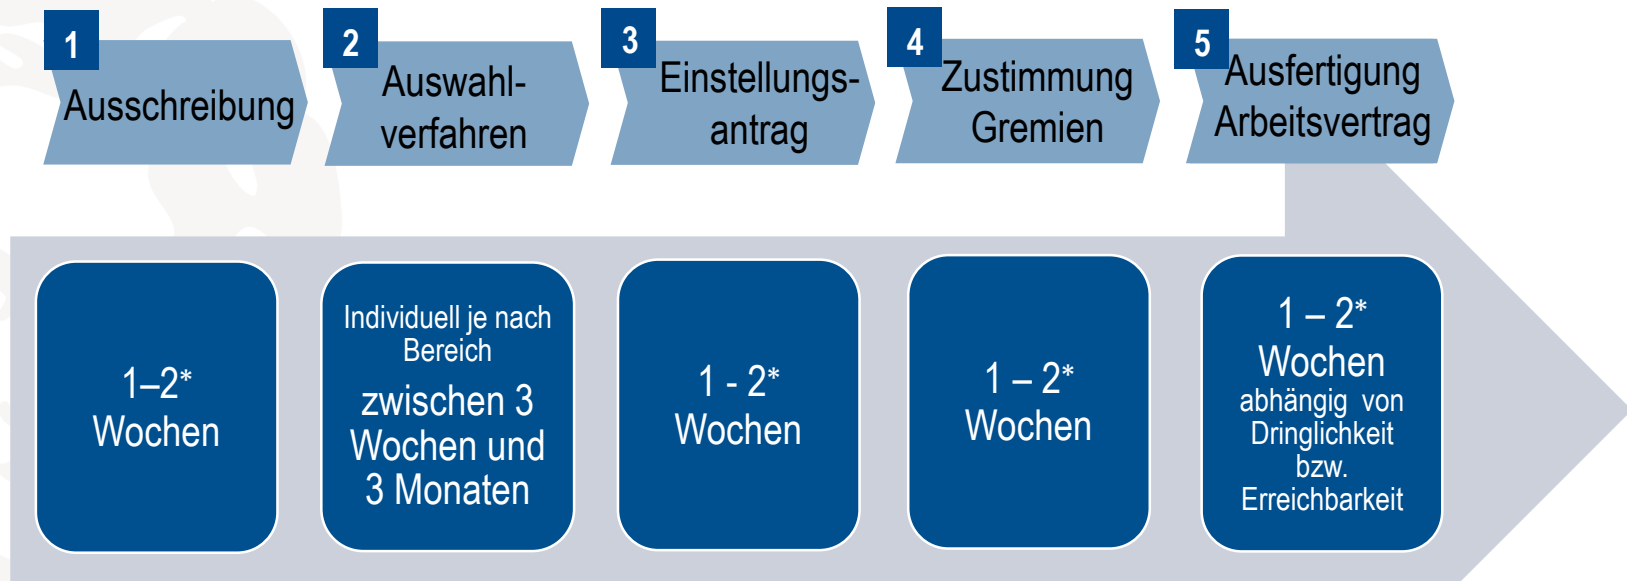 1
Ausschreibung
2
Auswahl-
verfahren
3
Einstellungs-
antrag
4
Zustimmung
Gremien
5
Ausfertigung
Arbeitsvertrag
1–2*
Wochen
Individuell je nach
Bereich
zwischen 3
Wochen und
3 Monaten
1 - 2*
Wochen
1 – 2*
Wochen
1 – 2*
Wochen
abhängig von
Dringlichkeit
bzw.
Erreichbarkeit